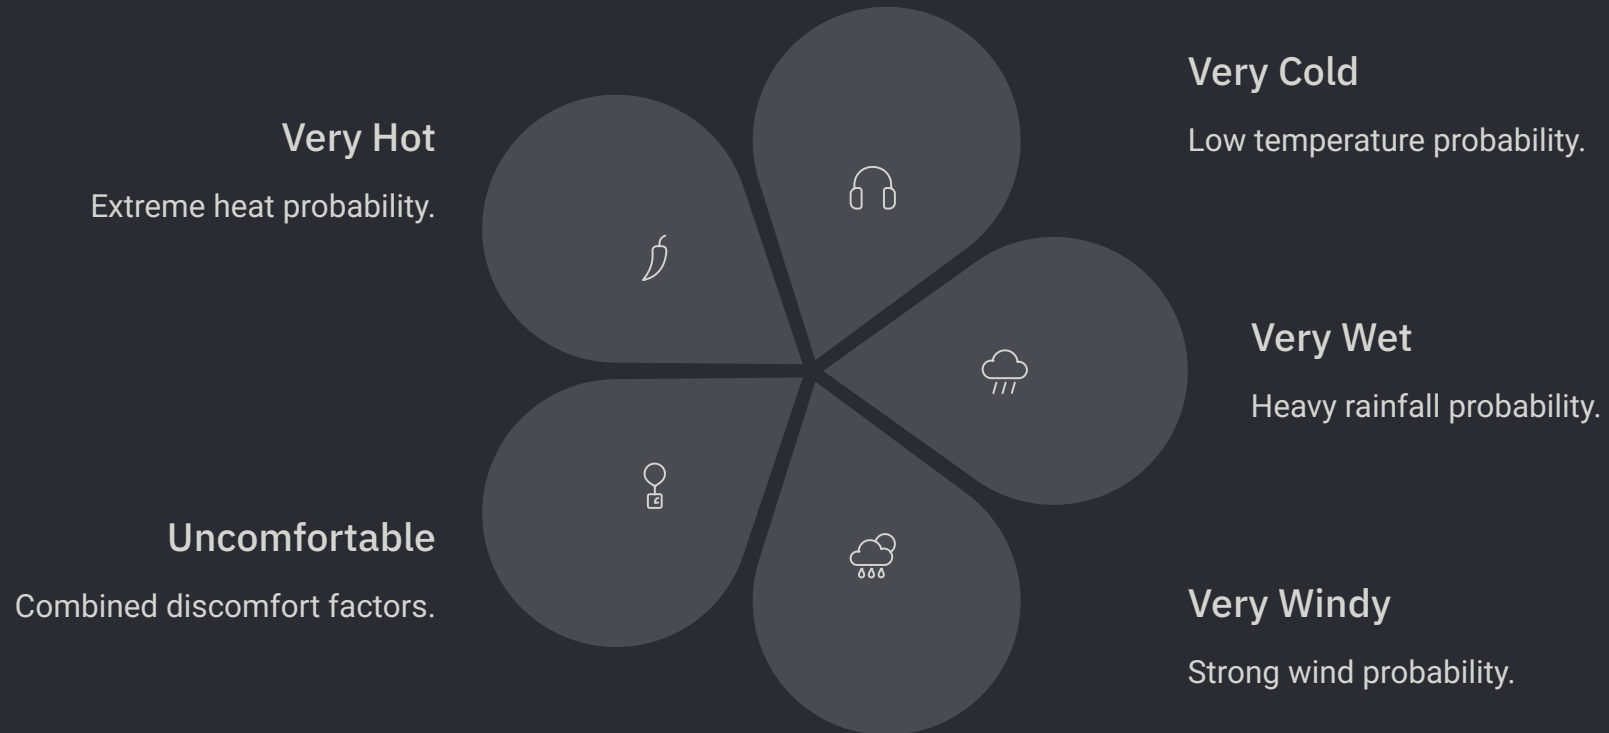 Very Hot
Extreme heat probability.
Very Cold
Low temperature probability.
Very Wet
Heavy rainfall probability.
Uncomfortable
Combined discomfort factors.
Very Windy
Strong wind probability.